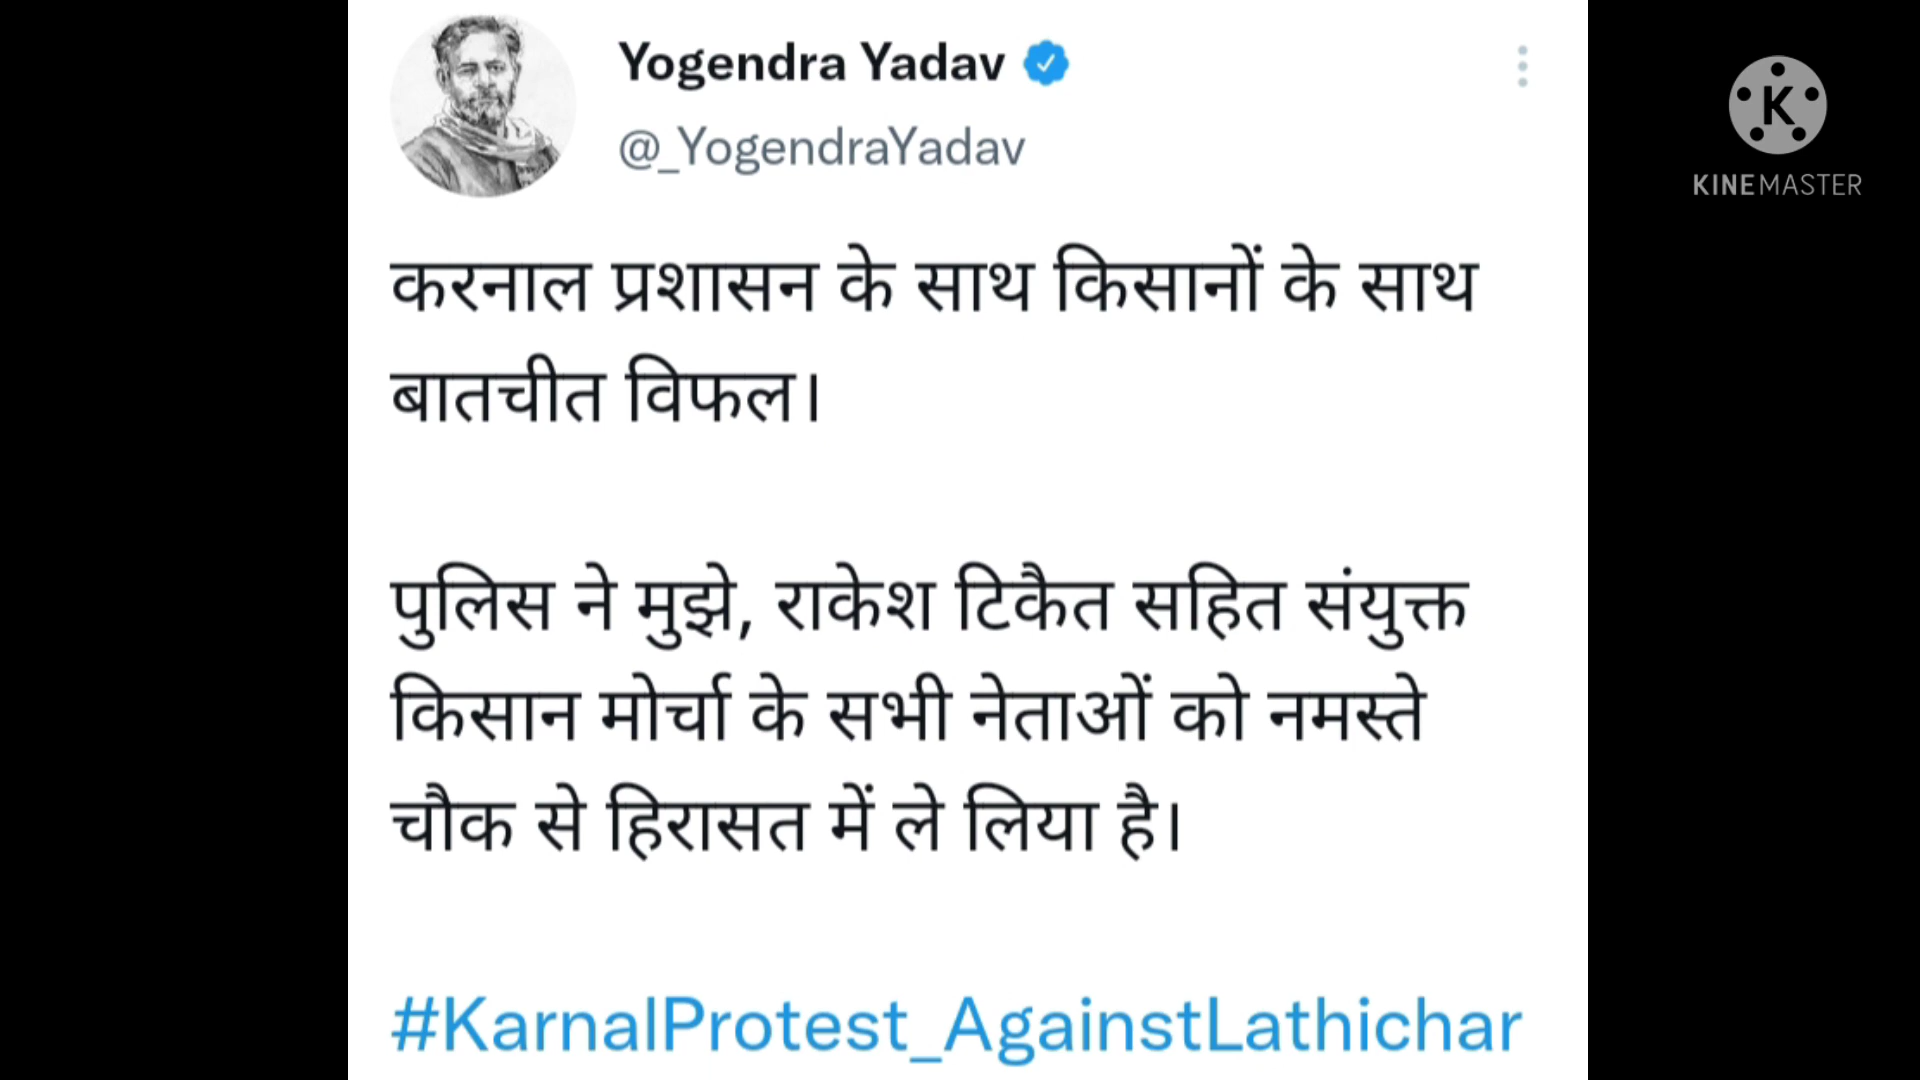 Yogendra Yadav
@_YogendraYadav
K
KINEMASTER
करनाल प्रशासन के साथ किसानों के साथ
बातचीत विफल।
पुलिस ने मुझे, राकेश टिकैत सहित संयुक्त
किसान मोर्चा के सभी नेताओं को नमस्ते
चौक से हिरासत में ले लिया है।
#KarnalProtest_AgainstLathichar